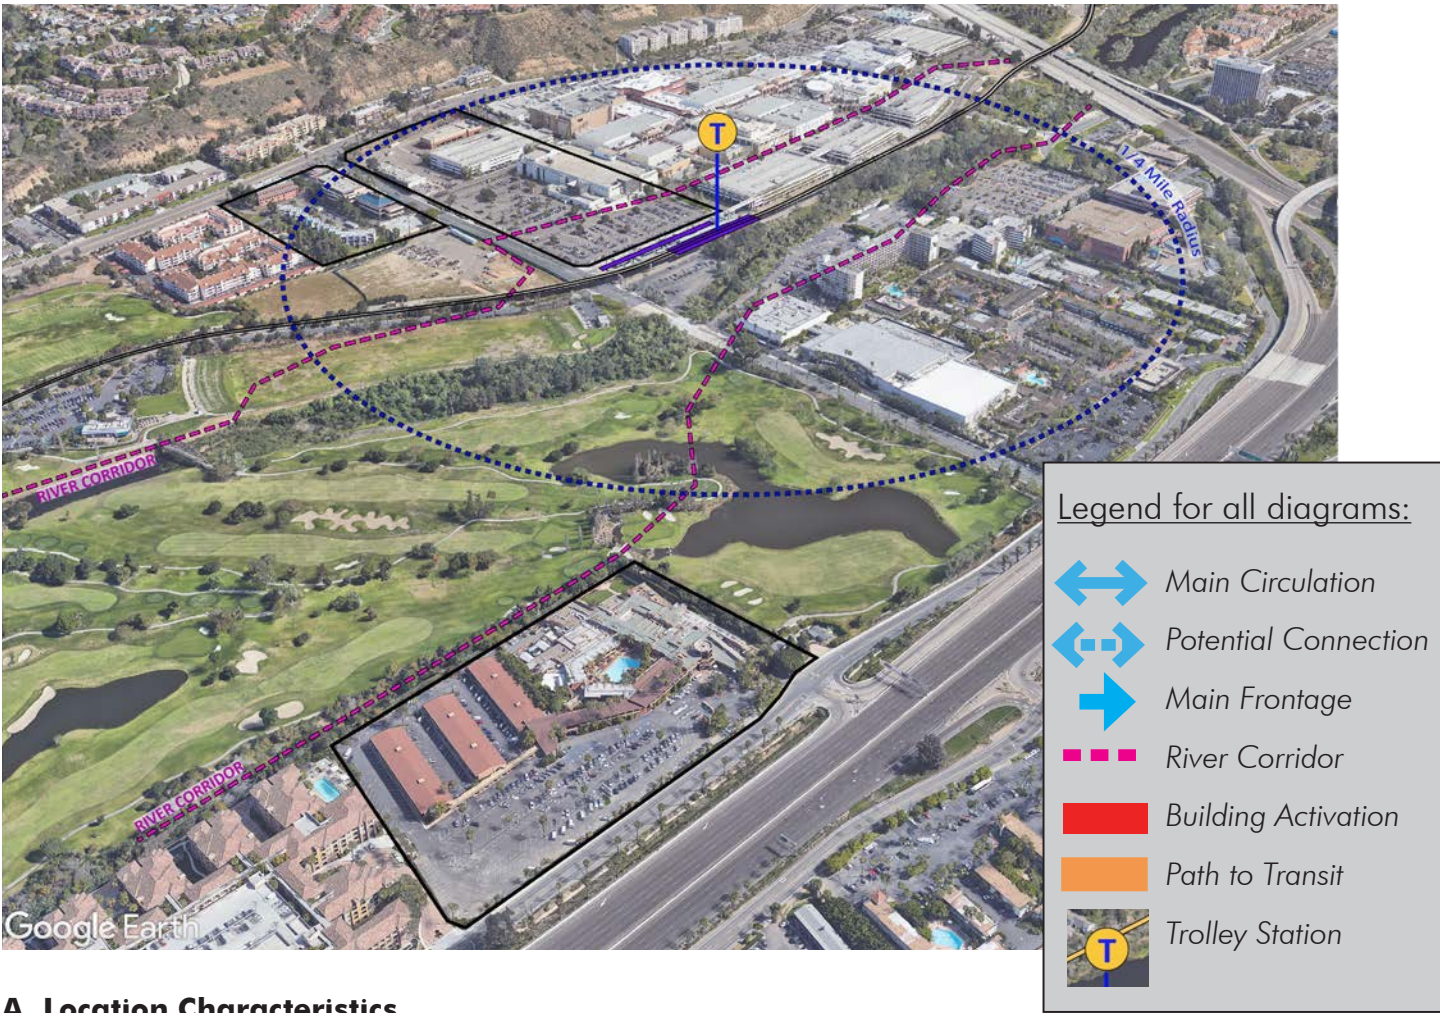 T
1/4 Mile Radius
RIVER CORRIDOR
RIVER CORRIDOR
Google Earth
Legend for all diagrams:
Main Circulation
Potential Connection
Main Frontage
River Corridor
Building Activation
Path to Transit
T
Trolley Station
A. Location Characteristics